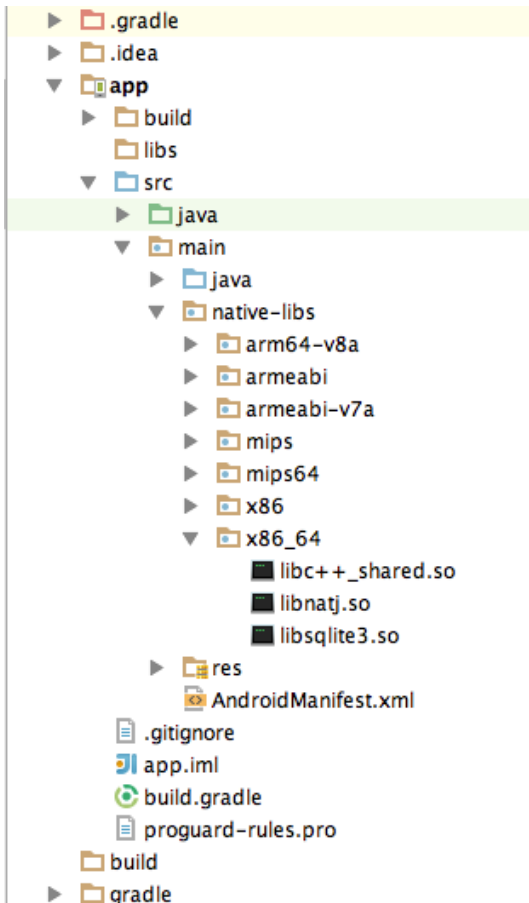 .gradle
.idea
app
build
libs
src
java
main
java
native-libs
arm64-v8a
armeabi
armeabi-v7a
mips
mips64
x86
x86_64
libc++_shared.so
libnatj.so
libsqlite3.so
res
AndroidManifest.xml
.gitignore
app.iml
build.gradle
proguard-rules.pro
build
gradle